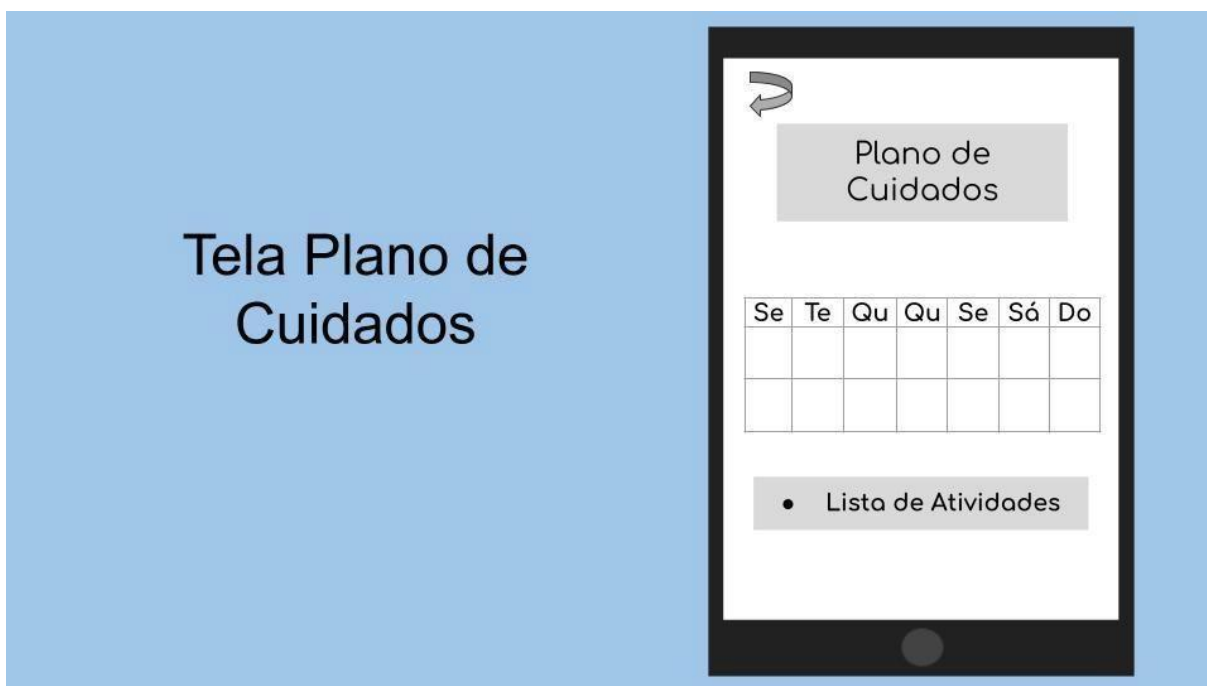 Tela Plano de
Cuidados
Plano de
Cuidados
Se Te Qu Qu Se Sá Do
● Lista de Atividades